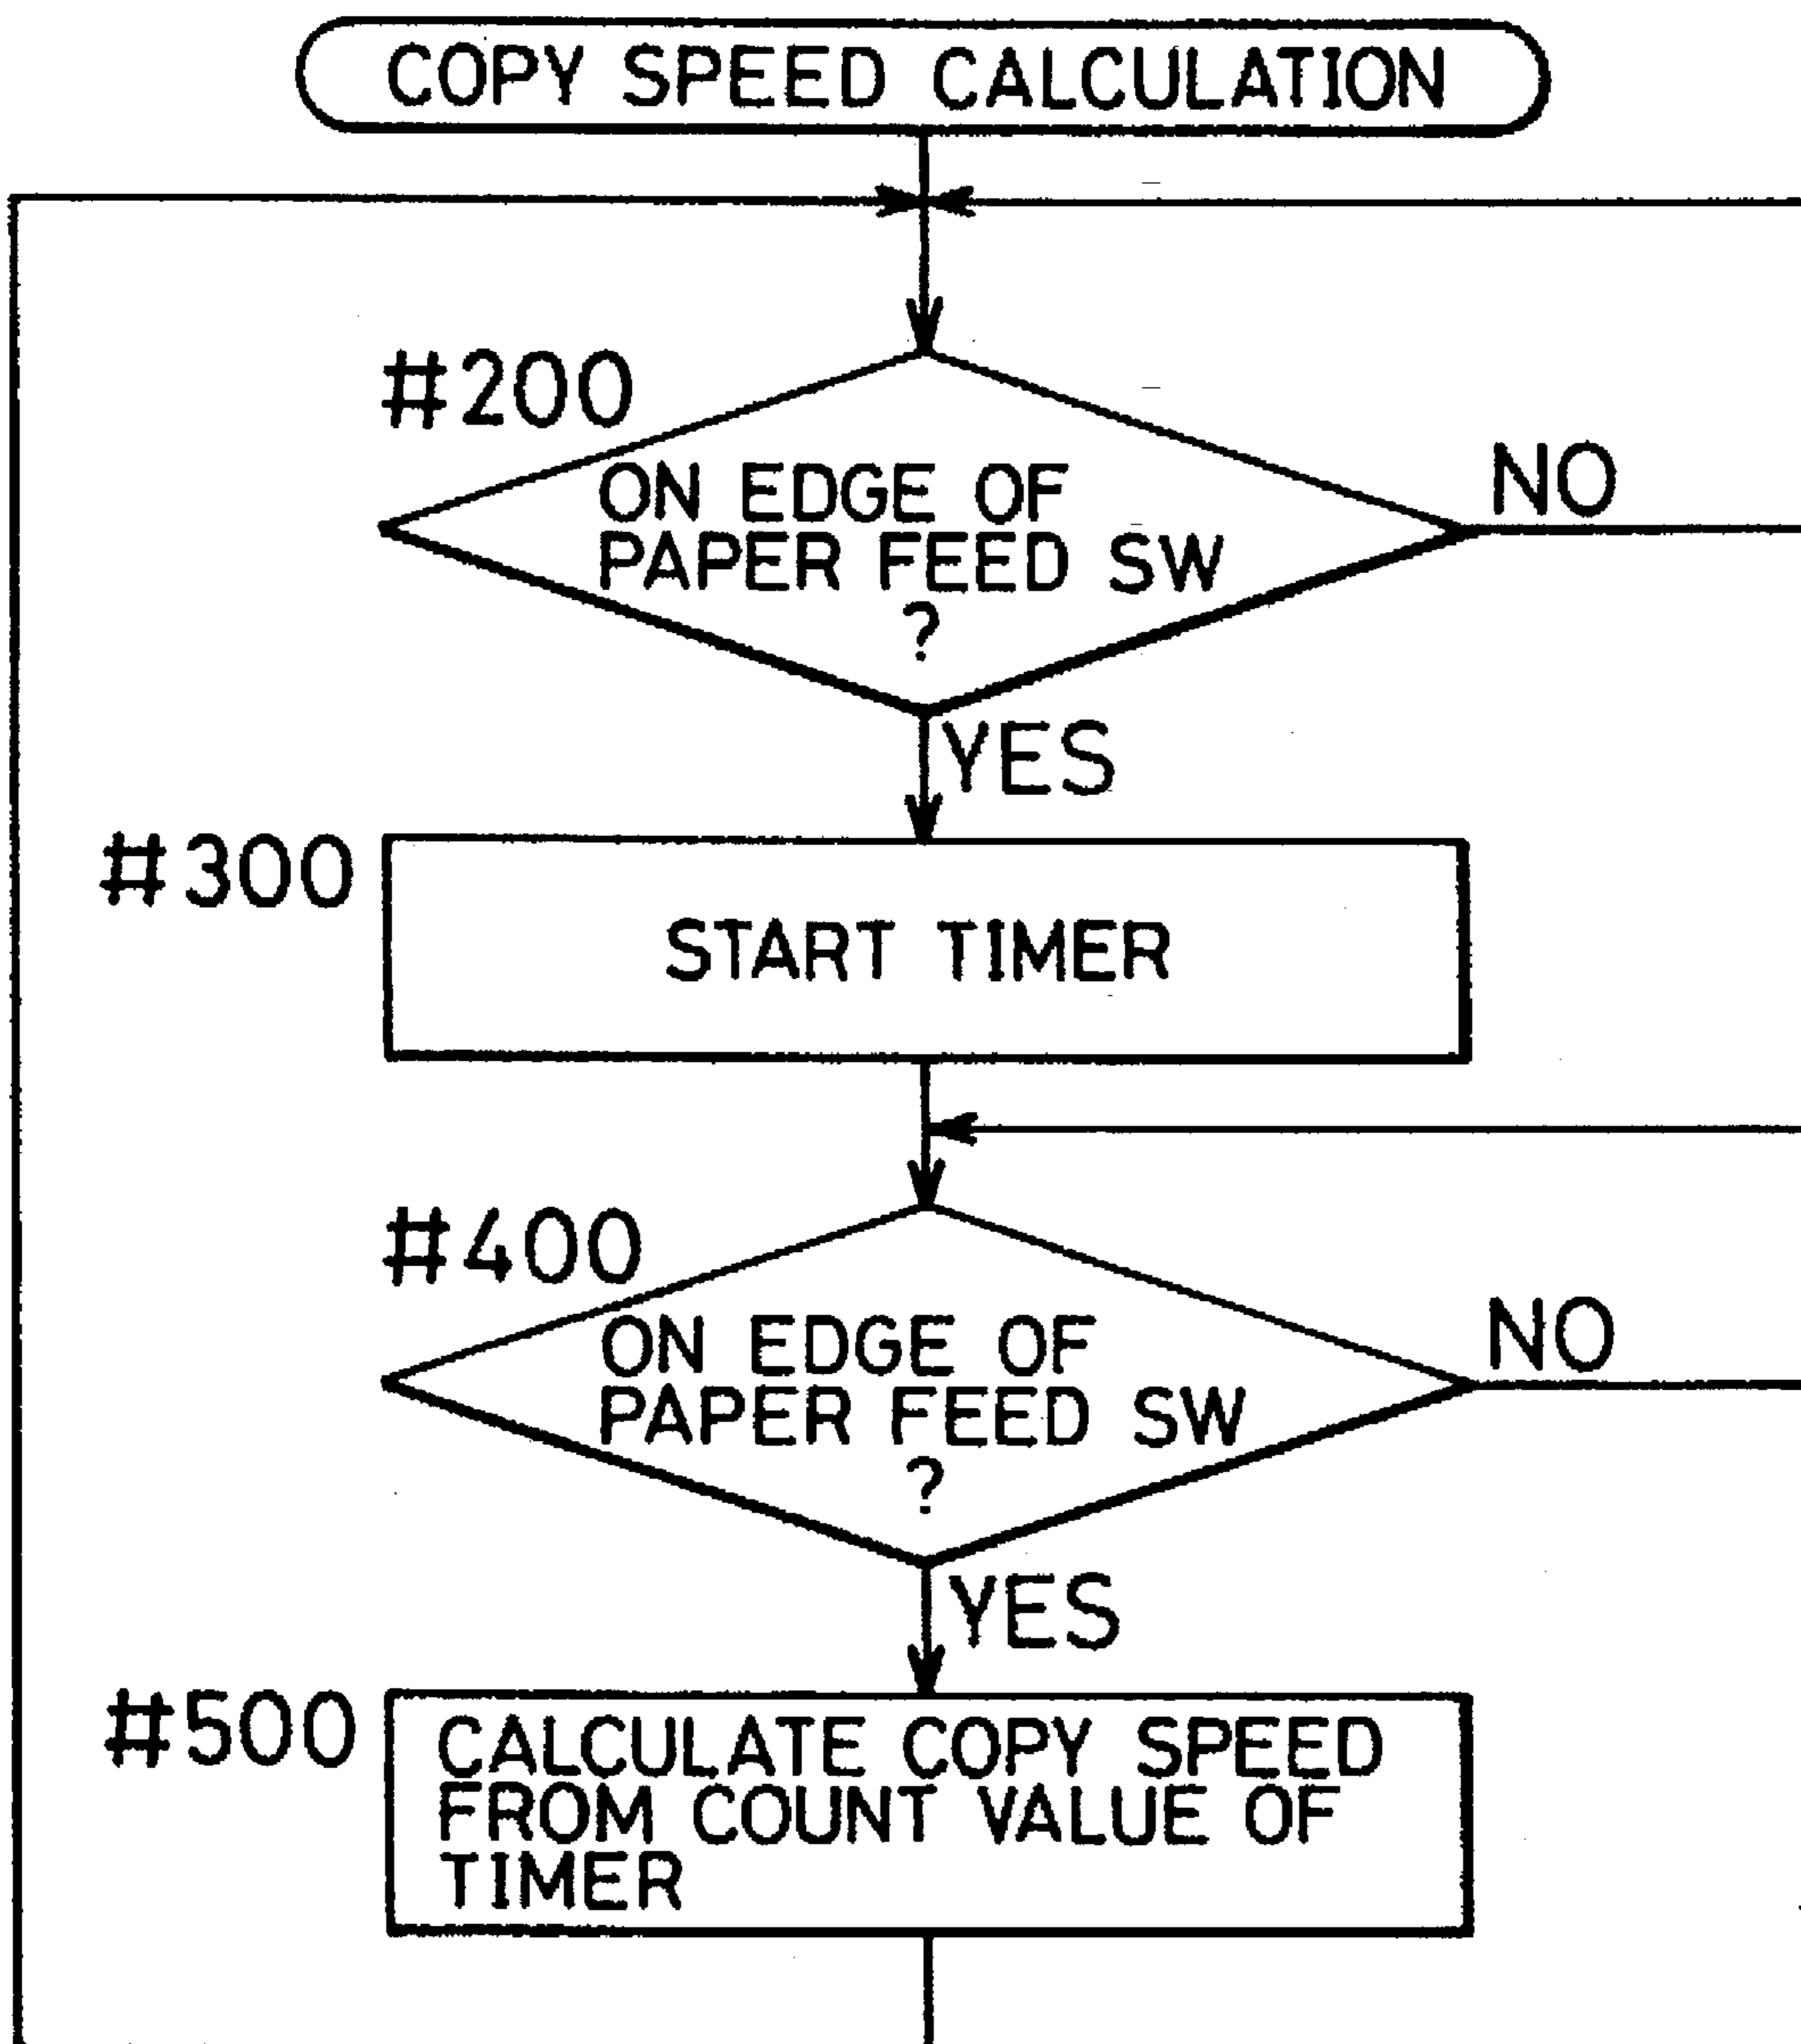 COPY SPEED CALCULATION
#200
ON EDGE OF
PAPER FEED SW
?
NO
YES
#300
START TIMER
#400
ON EDGE OF
PAPER FEED SW
?
NO
YES
#500
CALCULATE COPY SPEED
FROM COUNT VALUE OF
TIMER